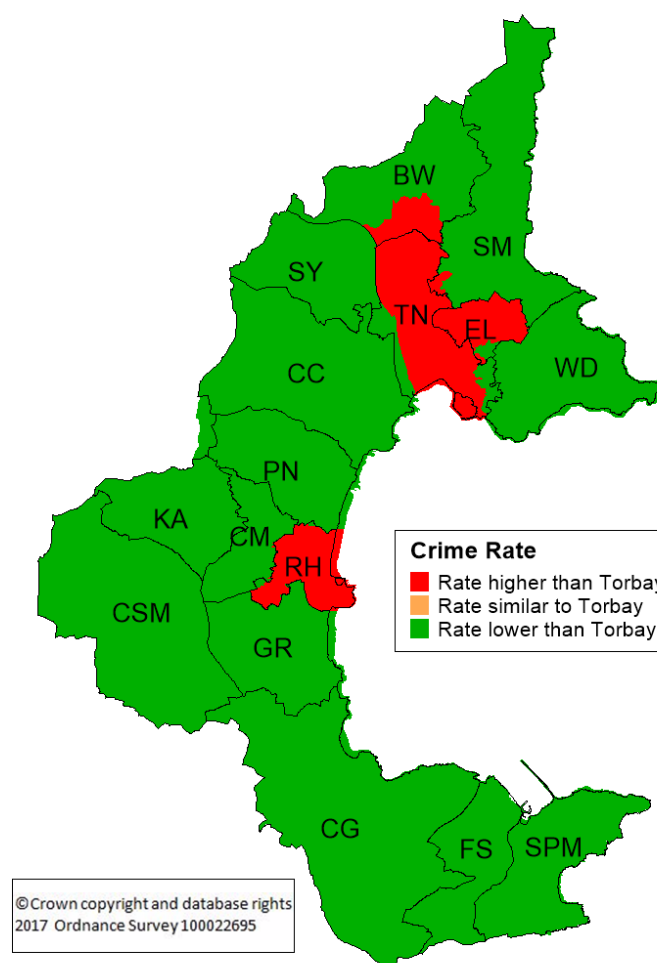 BW
SM
SY
TN
EL
WD
CC
PN
KA
CM
RH
CSM
GR
Crime Rate
Rate higher than Torbay
Rate similar to Torbay
Rate lower than Torbay
CG
FS
SPM
©Crown copyright and database rights
2017 Ordnance Survey 100022695